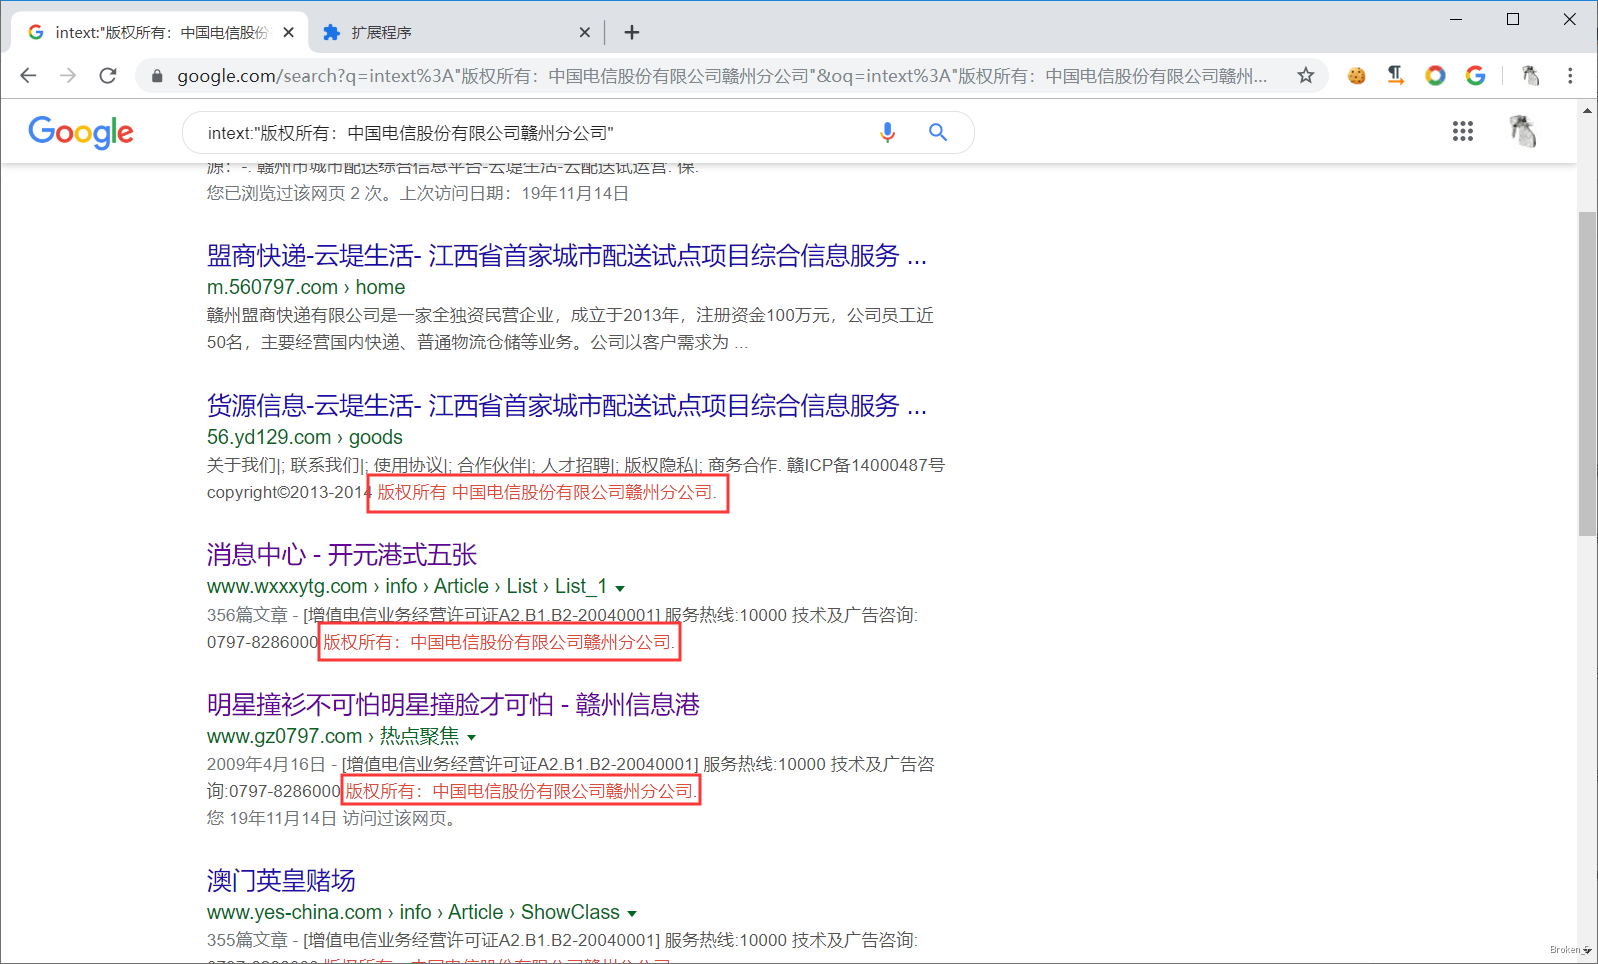 intext:"版权所有：中国电信股份
扩展程序
google.com/search?q=intext%3A"版权所有：中国电信股份有限公司赣州分公司"&oq=intext%3A"版权所有：中国电信股份有限公司赣州...
Google
intext:"版权所有：中国电信股份有限公司赣州分公司"
源：-. 赣州市城市配送综合信息平台-云堤生活-云配送试运营. 保.
您已浏览过该网页 2 次。上次访问日期：19年11月14日
盟商快递-云堤生活- 江西省首家城市配送试点项目综合信息服务 ...
m.560797.com › home
赣州盟商快递有限公司是一家全独资民营企业，成立于2013年，注册资金100万元，公司员工近
50名，主要经营国内快递、普通物流仓储等业务。公司以客户需求为 ...
货源信息-云堤生活- 江西省首家城市配送试点项目综合信息服务 ...
56.yd129.com › goods
关于我们|; 联系我们|; 使用协议|; 合作伙伴|; 人才招聘|; 版权隐私|; 商务合作. 赣ICP备14000487号
copyright©2013-2014 版权所有 中国电信股份有限公司赣州分公司.
消息中心 - 开元港式五张
www.wxxxytg.com › info › Article › List › List_1
356篇文章 - [增值电信业务经营许可证A2.B1.B2-20040001] 服务热线:10000 技术及广告咨询:
0797-8286000 版权所有：中国电信股份有限公司赣州分公司.
明星撞衫不可怕明星撞脸才可怕 - 赣州信息港
www.gz0797.com › 热点聚焦
2009年4月16日 - [增值电信业务经营许可证A2.B1.B2-20040001] 服务热线:10000 技术及广告咨
询:0797-8286000 版权所有：中国电信股份有限公司赣州分公司.
您 19年11月14日 访问过该网页。
澳门英皇赌场
www.yes-china.com › info › Article › ShowClass
355篇文章 - [增值电信业务经营许可证A2.B1.B2-20040001] 服务热线:10000 技术及广告咨询:
0797-8286000 版权所有：中国电信股份有限公司赣州分公司
Broken_5